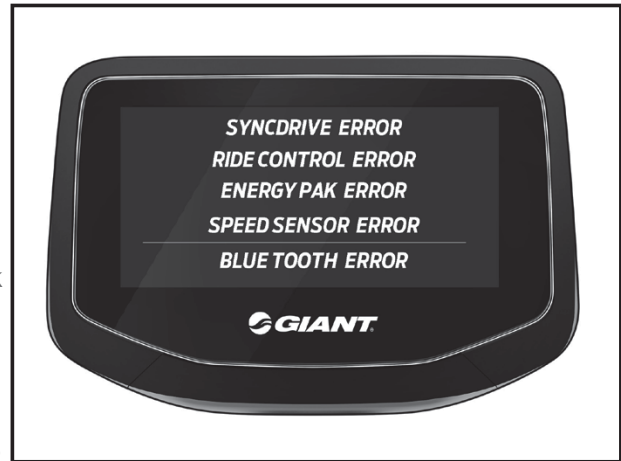 SYNCDRIVE ERROR
RIDE CONTROL ERROR
ENERGY PAK ERROR
SPEED SENSOR ERROR
BLUE TOOTH ERROR
GIANT